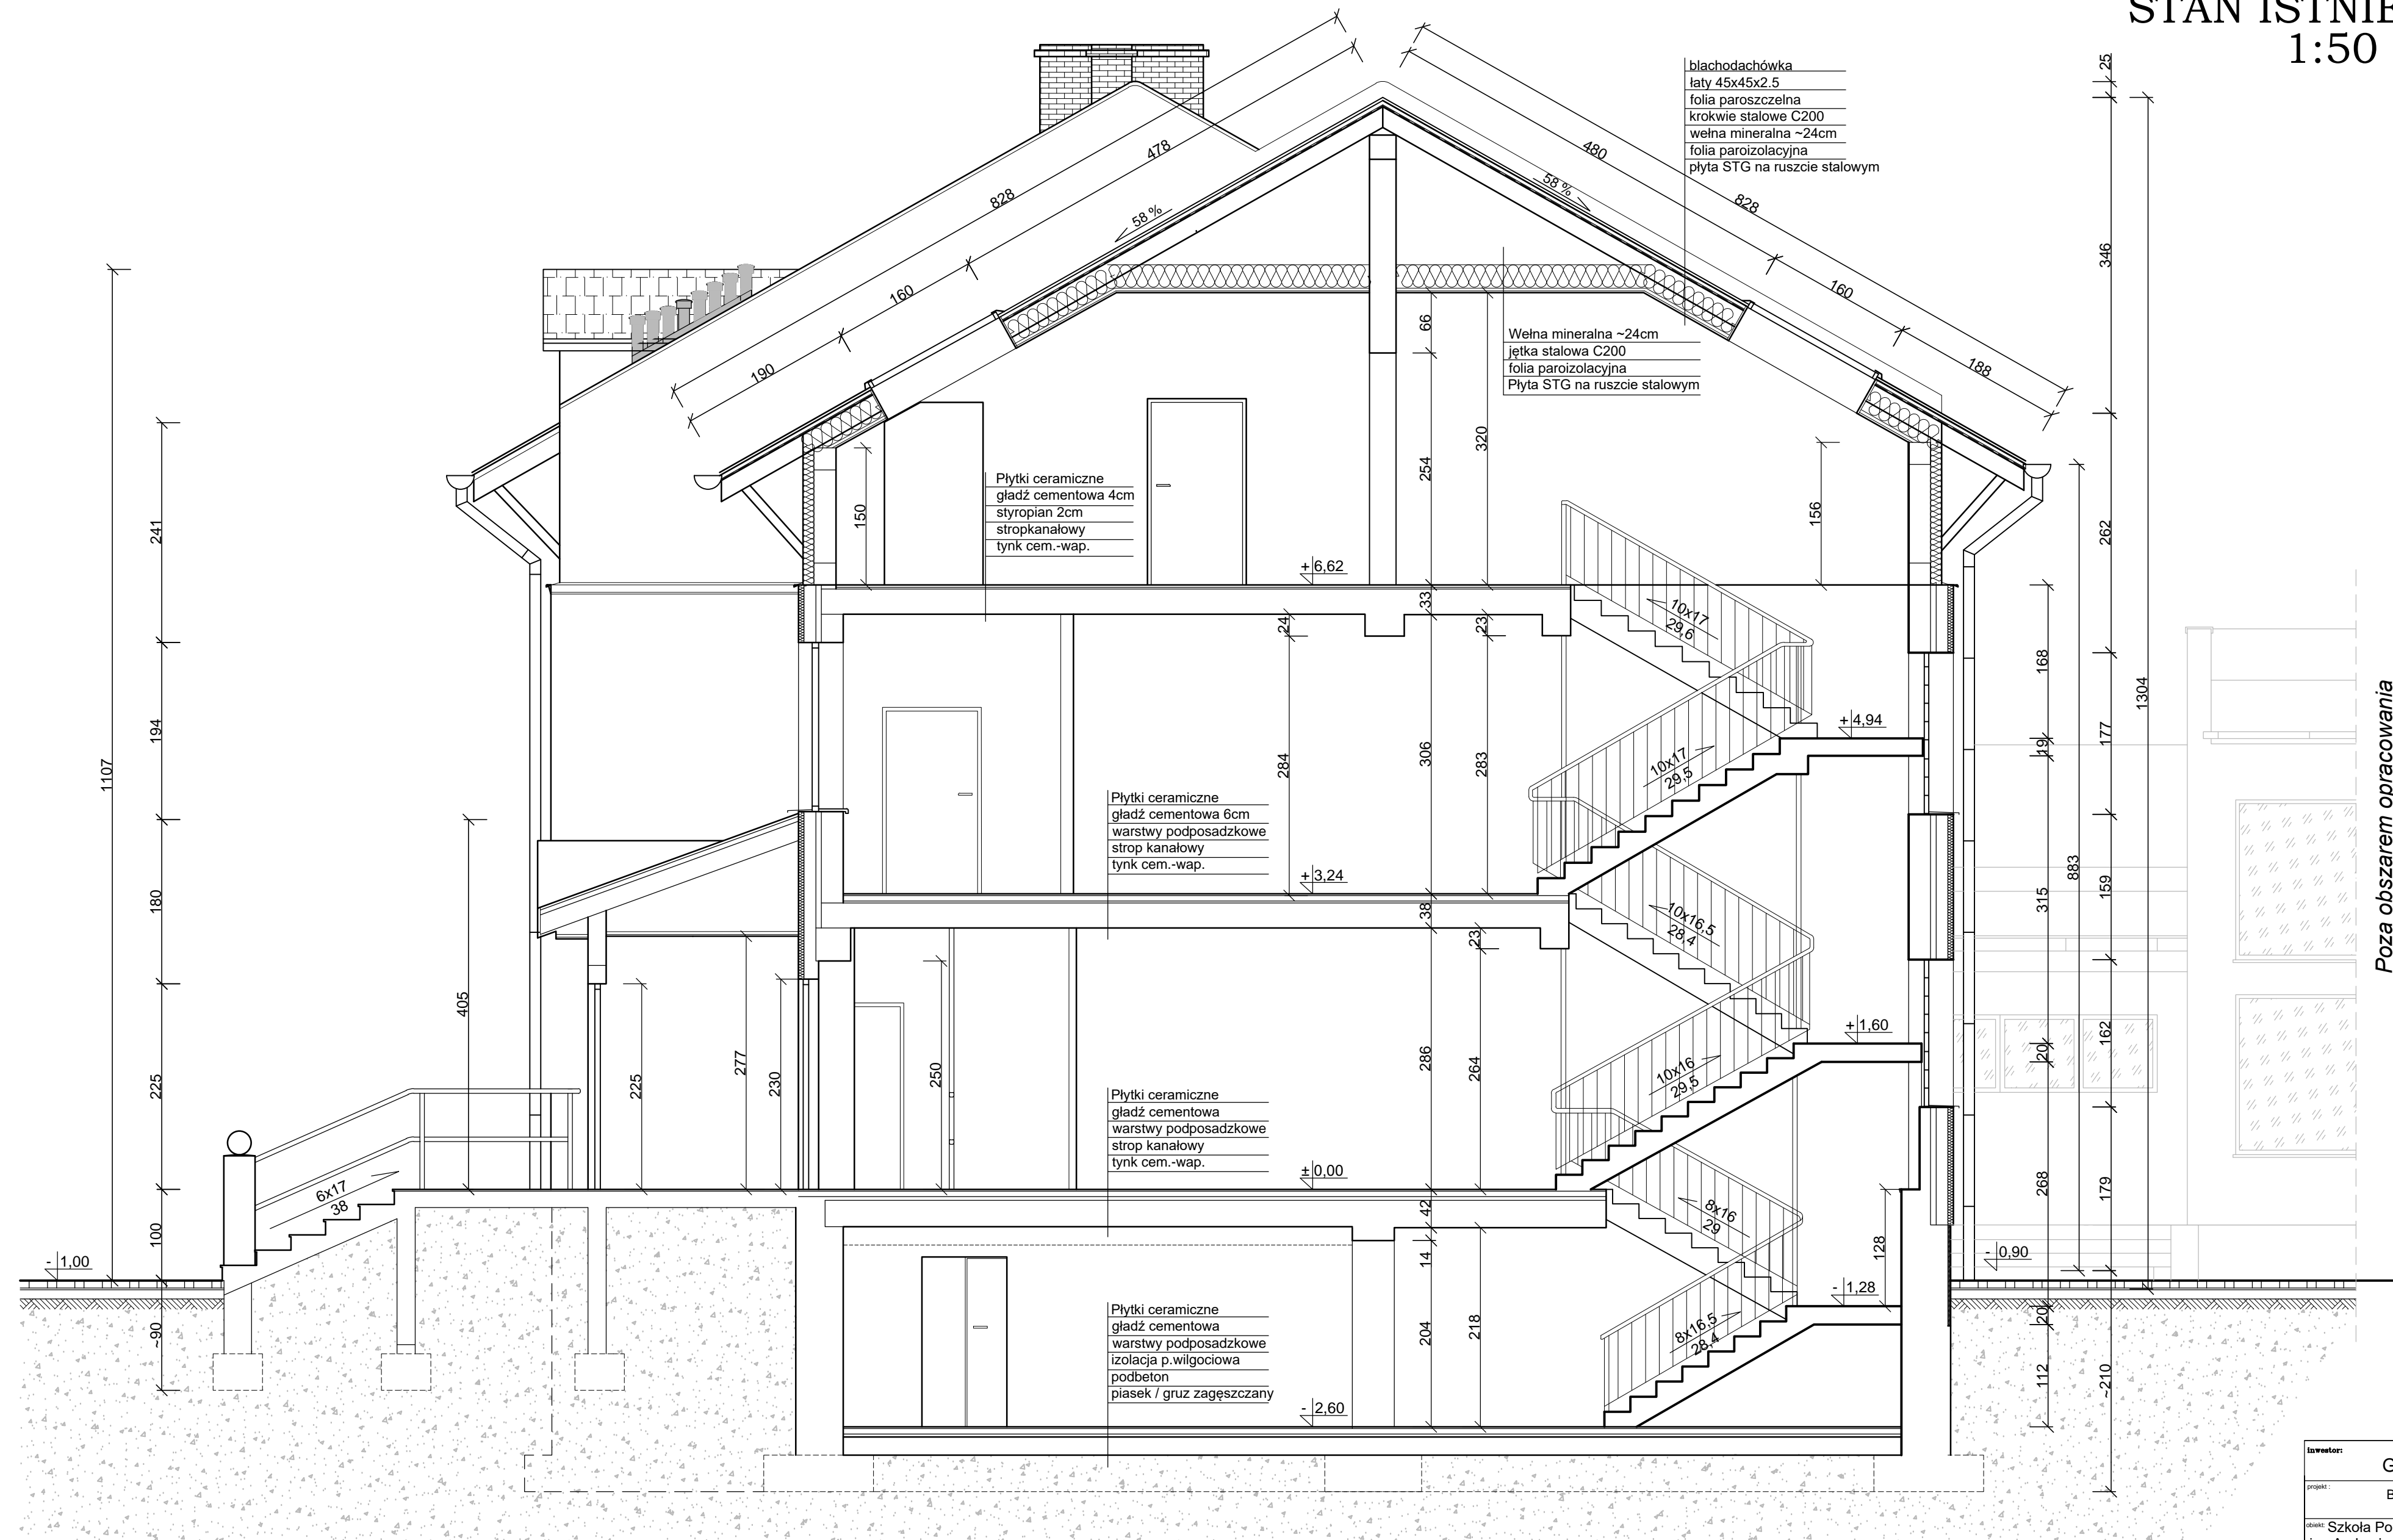 STAN ISTNIE
1:50
blachodachówka
łaty 45x45x2.5
folia paroszczelna
krokwie stalowe C200
wełna mineralna ~24cm
folia paroizolacyjna
płyta STG na ruszcie stalowym
478
828
160
190
58 %
480
58 %
828
160
188
Wełna mineralna ~24cm
jętka stalowa C200
folia paroizolacyjna
Płyta STG na ruszcie stalowym
Płytki ceramiczne
gładź cementowa 4cm
styropian 2cm
stropkanałowy
tynk cem.-wap.
Płytki ceramiczne
gładź cementowa 6cm
warstwy podposadzkowe
strop kanałowy
tynk cem.-wap.
Płytki ceramiczne
gładź cementowa
warstwy podposadzkowe
strop kanałowy
tynk cem.-wap.
Płytki ceramiczne
gładź cementowa
warstwy podposadzkowe
izolacja p.wilgociowa
podbeton
piasek / gruz zagęszczany
1107
241
194
180
225
100
~90
405
225
277
230
250
150
66
254
320
156
33
24
23
284
306
283
38
23
286
264
42
14
204
218
128
+ 6,62
+ 4,94
+ 3,24
+ 1,60
± 0,00
- 1,28
- 2,60
- 1,00
- 0,90
10x17
29,6
10x17
29,5
10x16,5
28,4
10x16
29,5
8x16
29
8x16,5
28,4
6x17
38
25
346
262
177
159
162
179
~210
168
19
315
20
268
20
112
883
1304
Poza obszarem opracowania
inwestor:
G
projekt :
B
obiekt: Szkoła Po